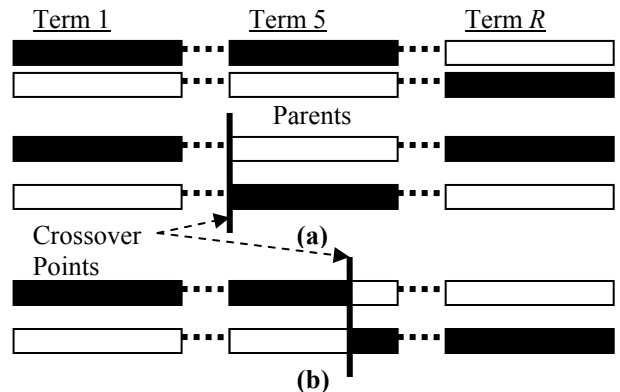 Term 1 Term 5 Term R
Parents
(a)
Crossover
Points
(b)